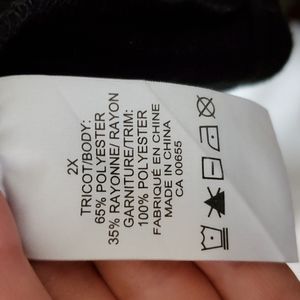 2X
TRICOT/BODY:
65% POLYESTER
35% RAYONNE/ RAYON
GARNITURE/TRIM:
100% POLYESTER
FABRIQUÉ EN CHINE
MADE IN CHINA
CA 00655